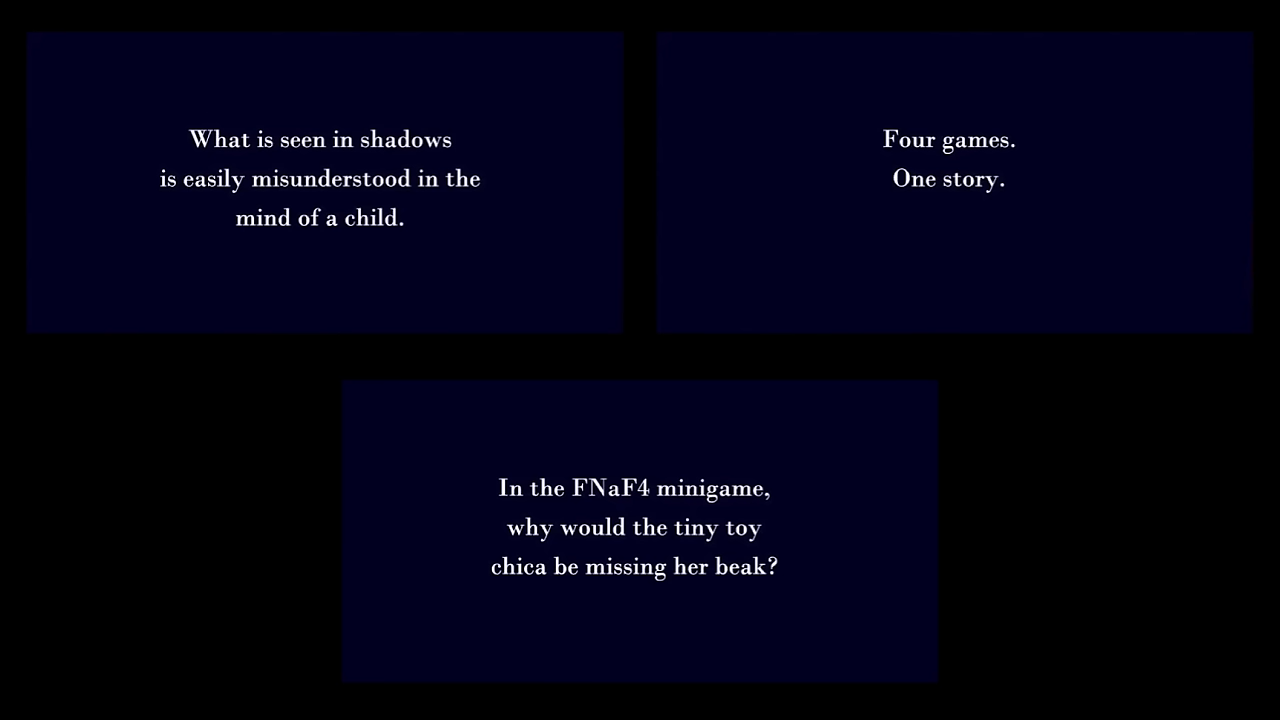 What is seen in shadows
is easily misunderstood in the
mind of a child.
Four games.
One story.
In the FNaF4 minigame,
why would the tiny toy
chica be missing her beak?